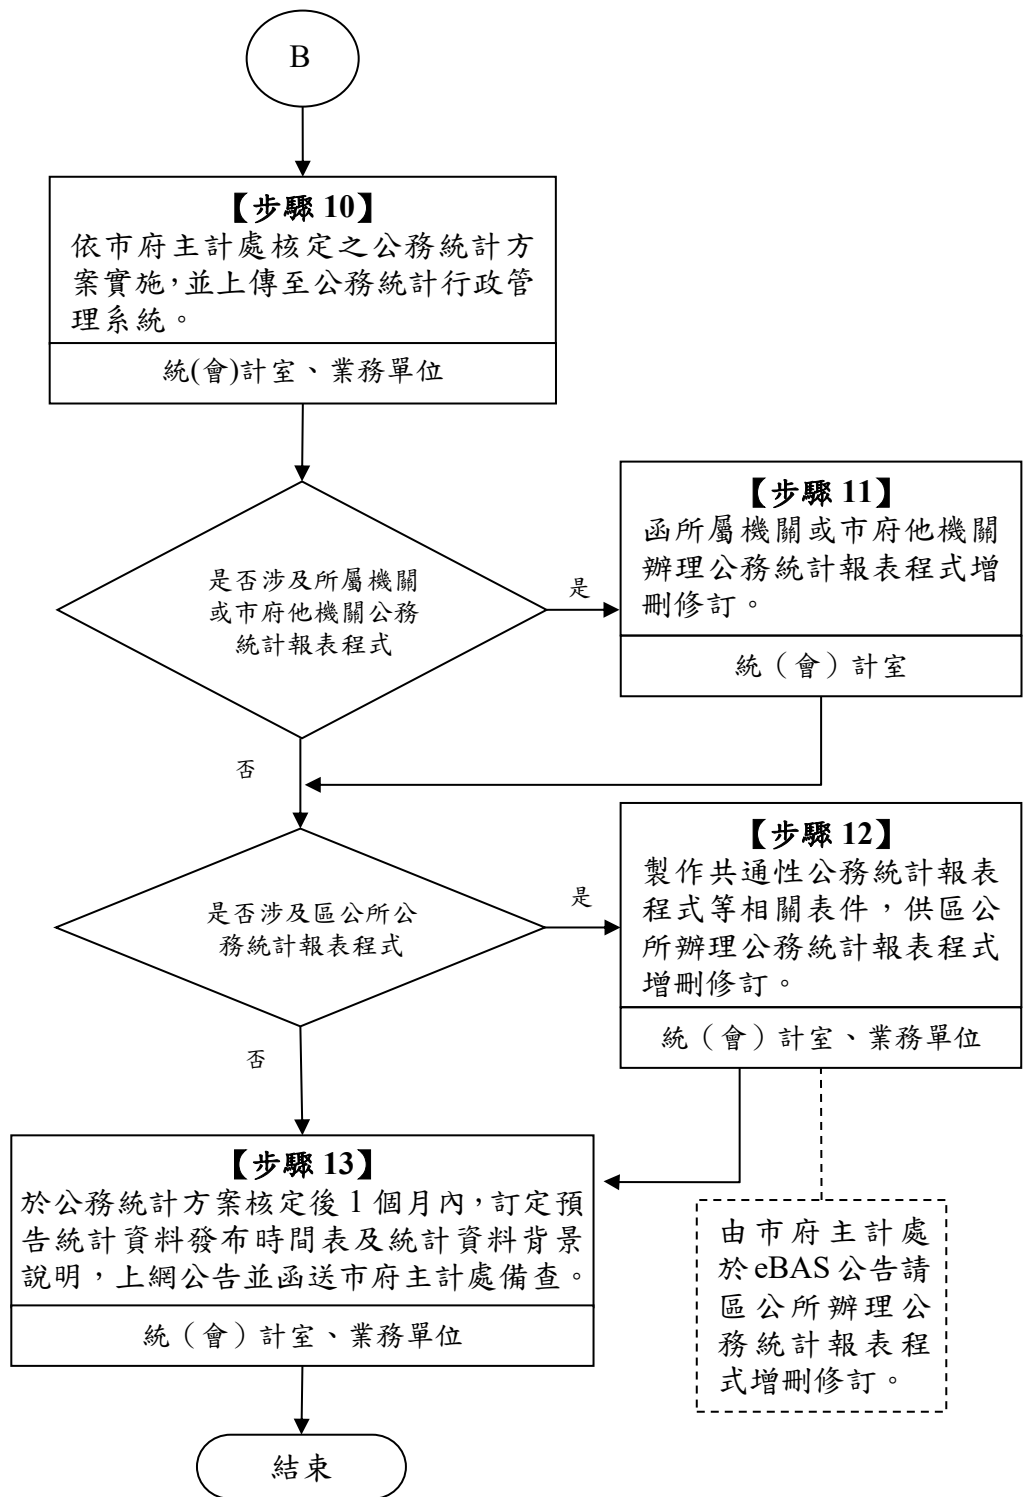 B
【步驟 10】
依市府主計處核定之公務統計方
案實施，並上傳至公務統計行政管
理系統。
統(會)計室、業務單位
是否涉及所屬機關
或市府他機關公務
統計報表程式
是
【步驟 11】
函所屬機關或市府他機關
辦理公務統計報表程式增
刪修訂。
統（會）計室
否
是否涉及區公所公
務統計報表程式
是
【步驟 12】
製作共通性公務統計報表
程式等相關表件，供區公
所辦理公務統計報表程式
增刪修訂。
統（會）計室、業務單位
否
【步驟 13】
於公務統計方案核定後 1 個月內，訂定預
告統計資料發布時間表及統計資料背景
說明，上網公告並函送市府主計處備查。
統（會）計室、業務單位
由市府主計處
於 eBAS 公告請
區公所辦理公
務統計報表程
式增刪修訂。
結束